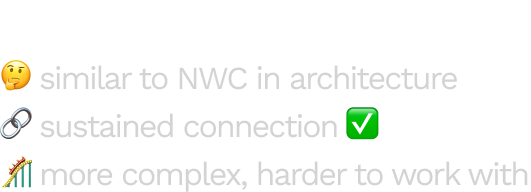 🤔 similar to NWC in architecture
🔗 sustained connection ✅
🎢 more complex, harder to work with